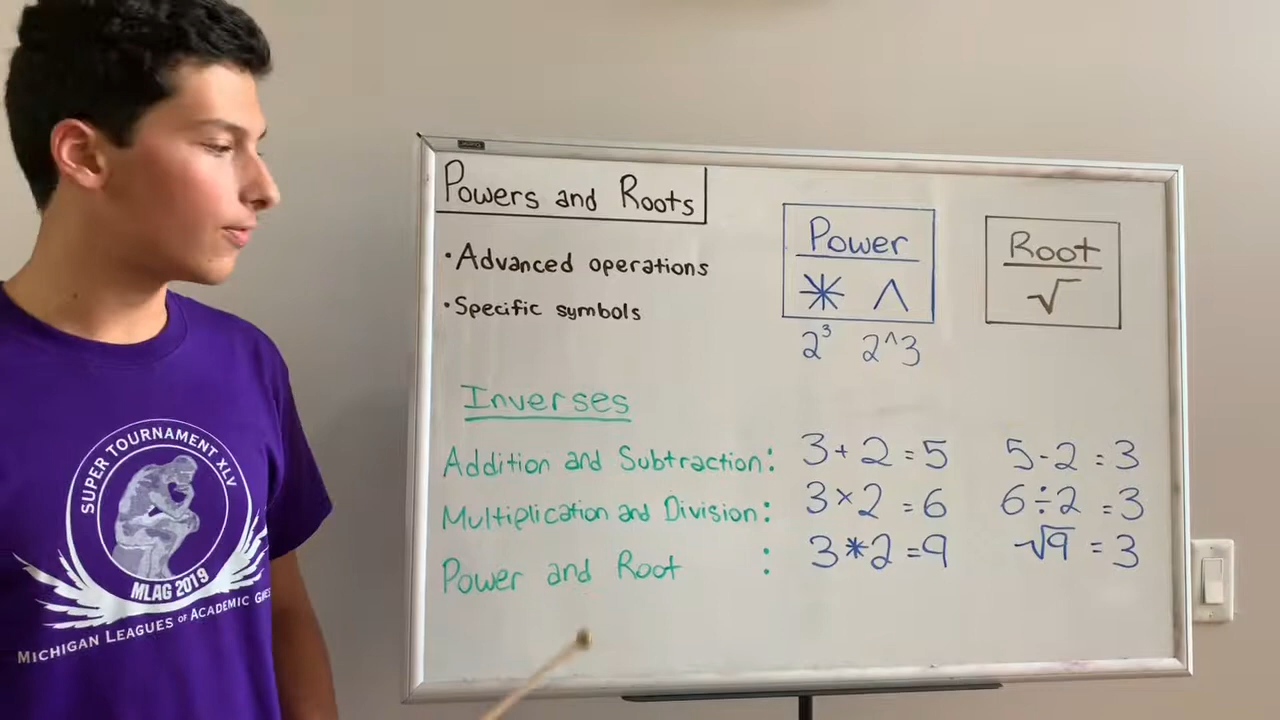 Powers and Roots
•Advanced operations
•Specific symbols
Power
* ^
2³ 2^3
Root
√
Inverses
Addition and Subtraction: 3+2=5 5-2=3
Multiplication and Division: 3×2=6 6÷2=3
Power and Root : 3*2=9 √9=3
SUPER TOURNAMENT XLV
MLAG 2019
MICHIGAN LEAGUES OF ACADEMIC